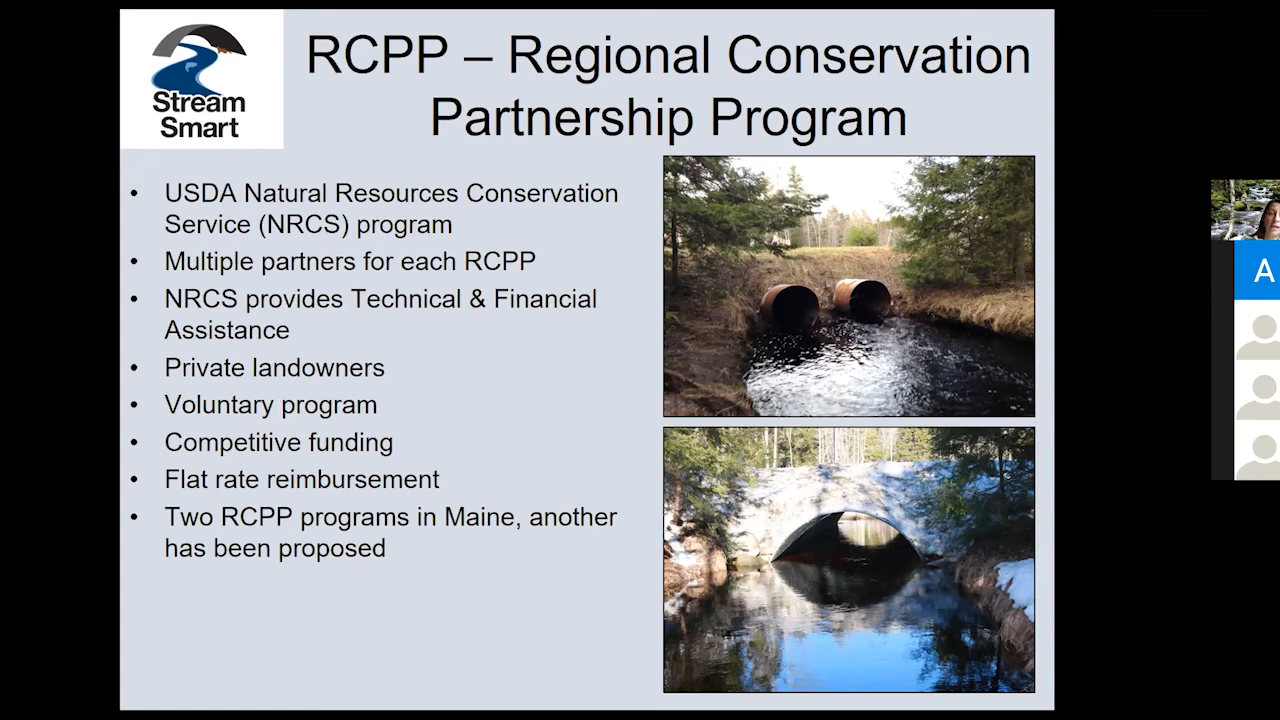 Stream
Smart
RCPP – Regional Conservation
Partnership Program
• USDA Natural Resources Conservation
Service (NRCS) program
• Multiple partners for each RCPP
• NRCS provides Technical & Financial
Assistance
• Private landowners
• Voluntary program
• Competitive funding
• Flat rate reimbursement
• Two RCPP programs in Maine, another
has been proposed
A